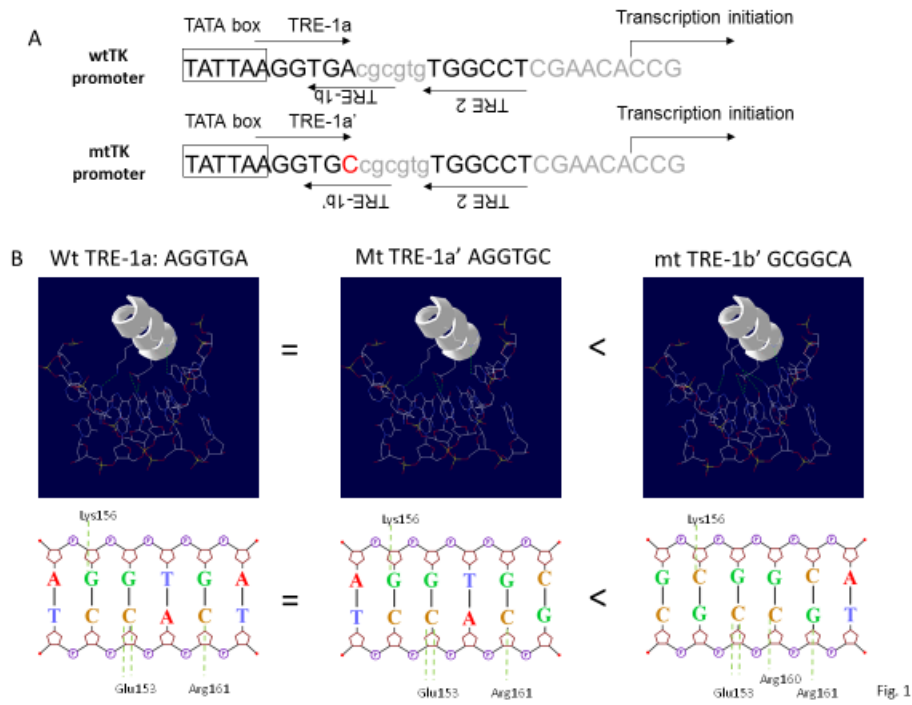 A
TATA box TRE-1a Transcription initiation
wtTK promoter TATTAAGGTGAcgcgtgTGGCCTCGAACACCG
TRE-1b TRE 2
TATA box TRE-1a’ Transcription initiation
mtTK promoter TATTAAGGTGCcgcgtgTGGCCTCGAACACCG
TRE-1b’ TRE 2
B Wt TRE-1a: AGGTGA Mt TRE-1a’ AGGTGC mt TRE-1b’ GCGGCA
= <
Lys156 Lys156 Lys156
P P P P P P P P P P P P P P P
A G G T G A A G G T G C G C G G C A
= <
T C C A C T T C C A C G C G C C G T
P P P P P P P P P P P P P P P
Glu153 Arg161 Glu153 Arg161 Glu153 Arg160 Arg161
Fig. 1